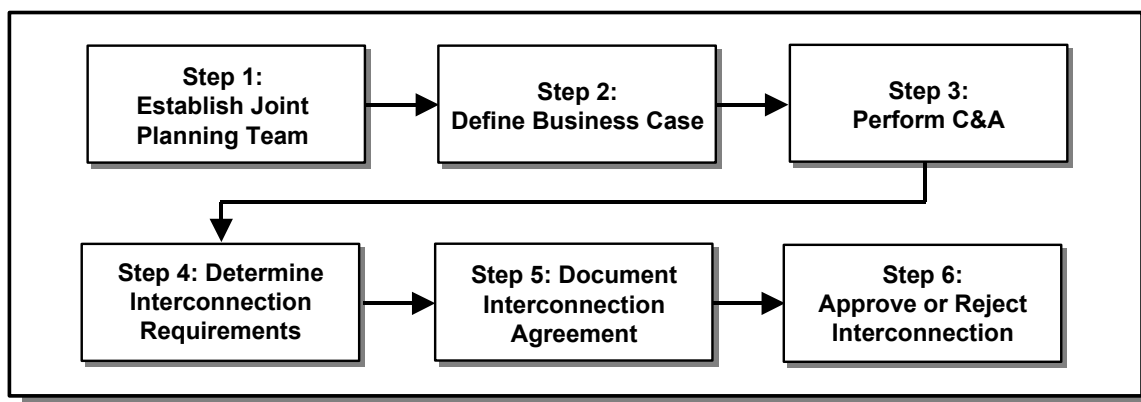 Step 1:
Establish Joint
Planning Team
Step 2:
Define Business Case
Step 3:
Perform C&A
Step 4: Determine
Interconnection
Requirements
Step 5: Document
Interconnection
Agreement
Step 6:
Approve or Reject
Interconnection